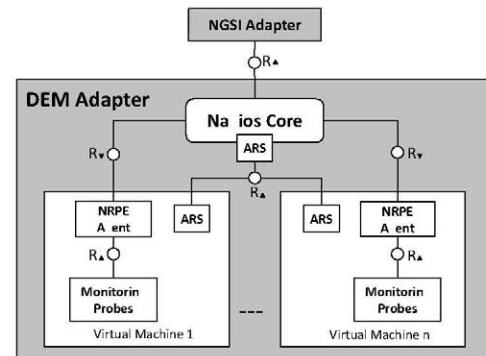 NGSI Adapter
R▲
DEM Adapter
Na ios Core
ARS
R▼
R▼
R▲
NRPE
A ent
ARS
ARS
NRPE
A ent
R▲
R▲
Monitorin
Probes
Monitorin
Probes
---
Virtual Machine 1
Virtual Machine n